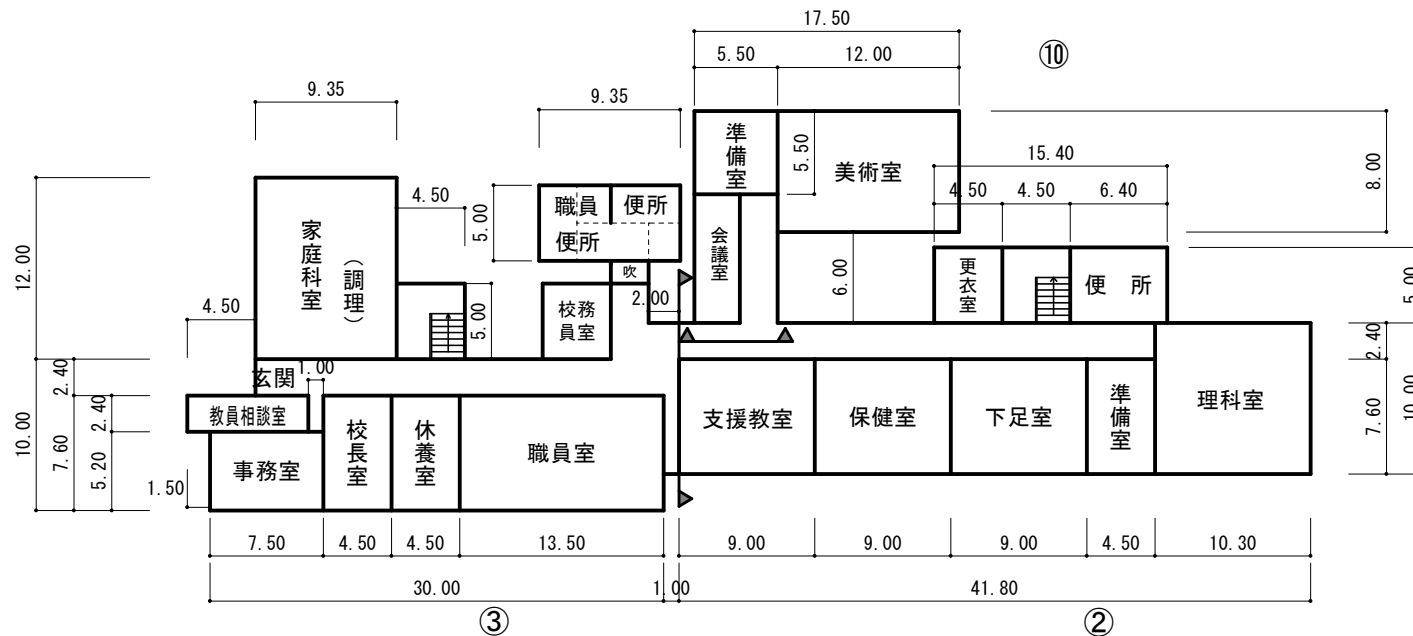 17.50
⑩
5.50
12.00
9.35
9.35
準備室
5.50
美術室
15.40
8.00
4.50
4.50
4.50
6.40
職員
便所
便所
5.00
家庭科室
（調理）
会議室
6.00
更衣室
便 所
5.00
12.00
吹
2.00
4.50
5.00
校務
員室
2.40
玄関
1.00
2.40
2.40
教員相談室
校長室
休養室
職員室
支援教室
保健室
下足室
準備室
理科室
10.00
7.60
5.20
7.60
10.00
事務室
1.50
7.50
4.50
4.50
13.50
9.00
9.00
9.00
4.50
10.30
30.00
1.00
41.80
③
②